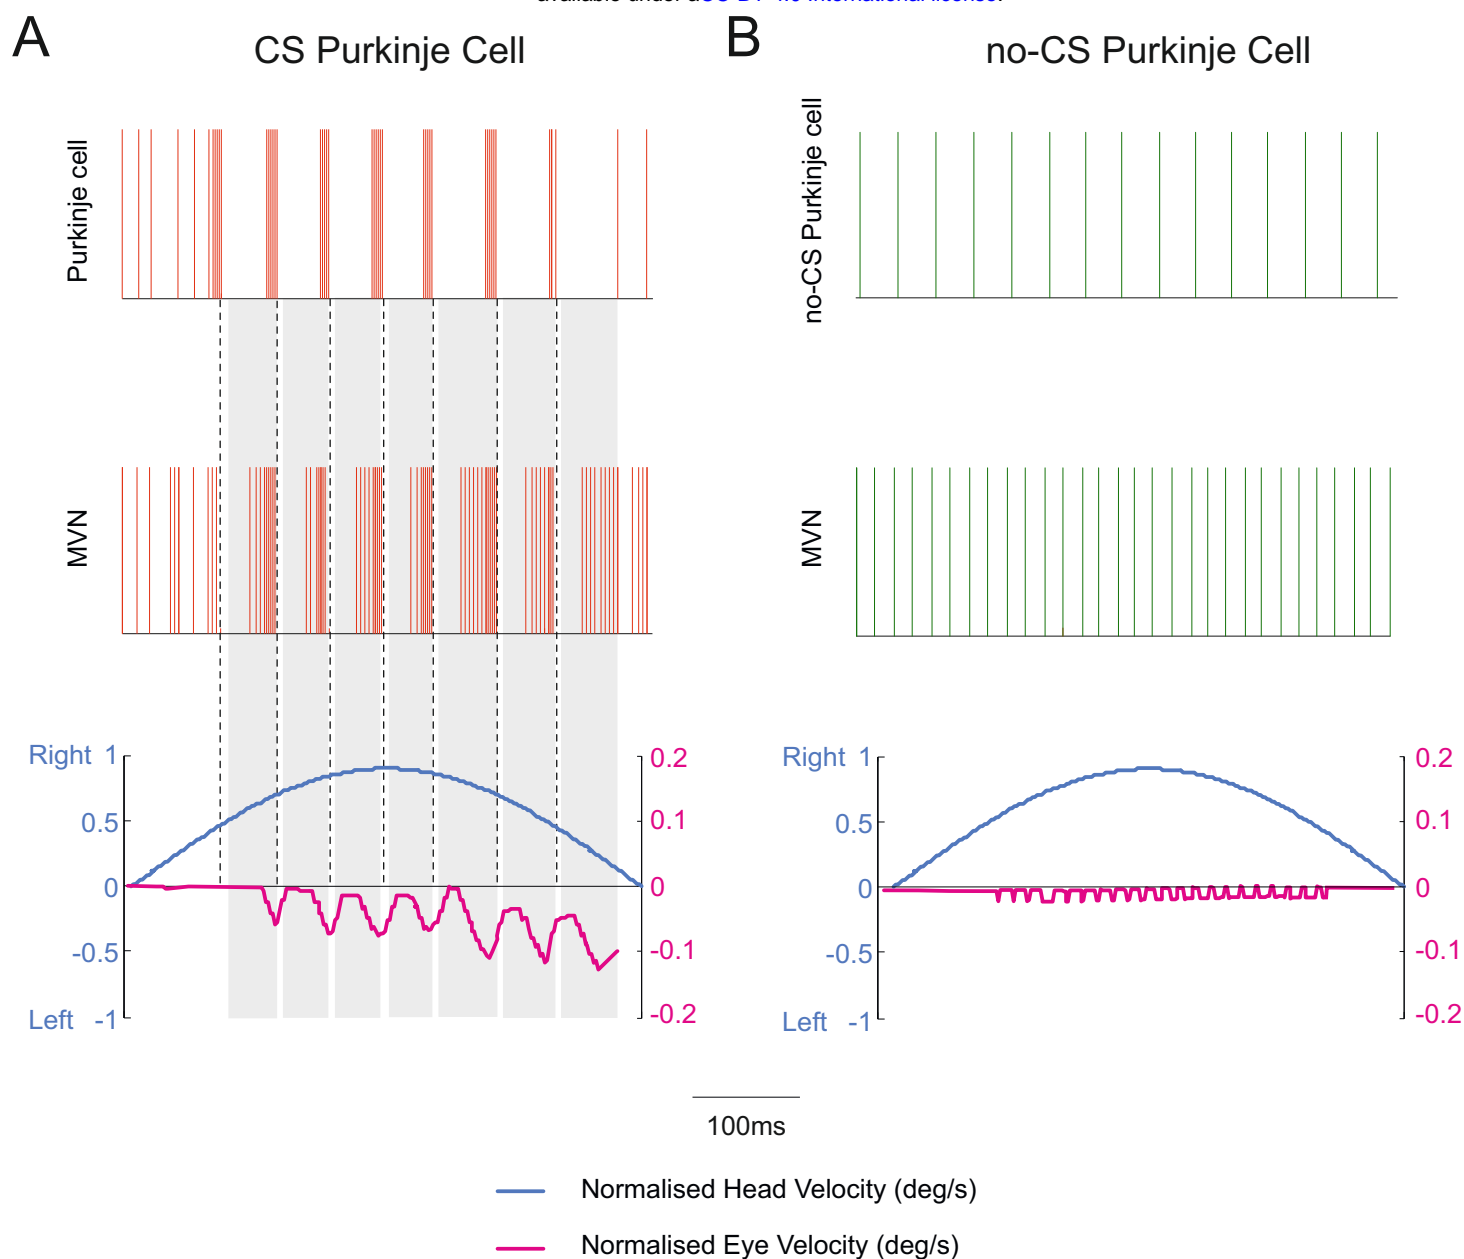 A
CS Purkinje Cell
B
no-CS Purkinje Cell
Purkinje cell
MVN
Right 1
0.5
0
-0.5
Left -1
0.2
0.1
0
-0.1
-0.2
no-CS Purkinje cell
MVN
Right 1
0.5
0
-0.5
Left -1
0.2
0.1
0
-0.1
-0.2
100ms
Normalised Head Velocity (deg/s)
Normalised Eye Velocity (deg/s)